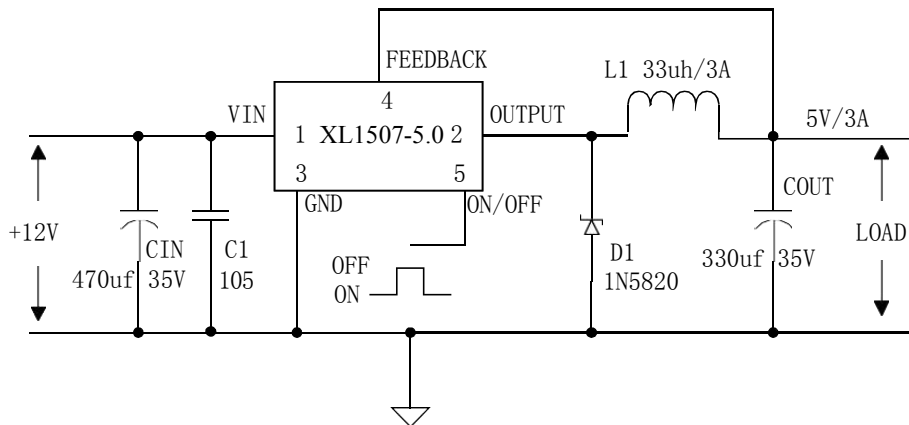 FEEDBACK
L1 33uh/3A
4
VIN
OUTPUT
5V/3A
1 XL1507-5.0 2
3
5
GND
ON/OFF
COUT
+12V
CIN
C1
OFF
D1
LOAD
470uf 35V
105
ON
1N5820
330uf 35V